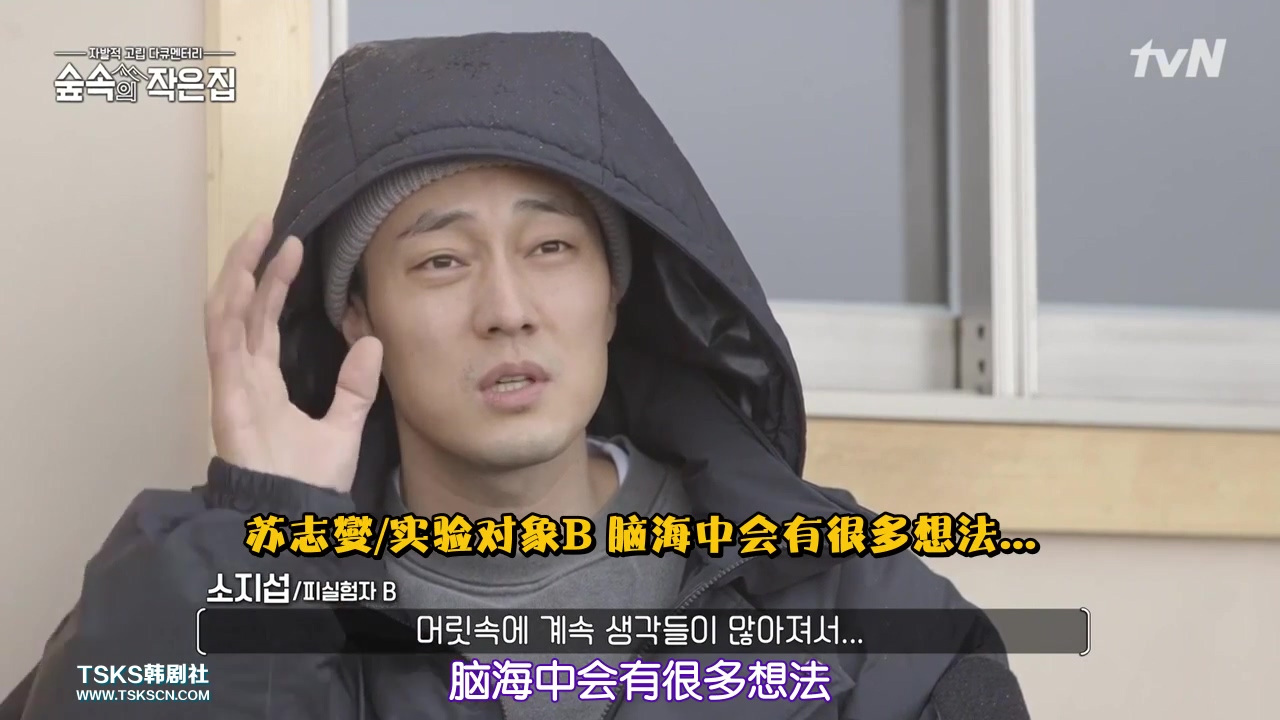 자발적 고립 다큐멘터리
숲속의 작은집
tvN
苏志燮/实验对象B 脑海中会有很多想法...
소지섭/피실험자 B
머릿속에 계속 생각들이 많아져서...
TSKS韩剧社
WWW.TSKSCN.COM
脑海中会有很多想法